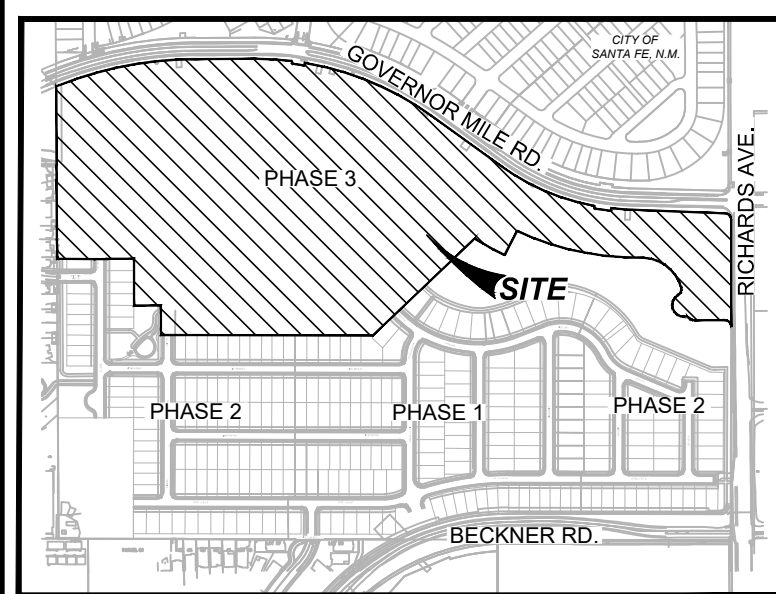 CITY OF
SANTA FE, N.M.
GOVERNOR MILE RD.
PHASE 3
RICHARDS AVE.
SITE
PHASE 2
PHASE 1
PHASE 2
BECKNER RD.